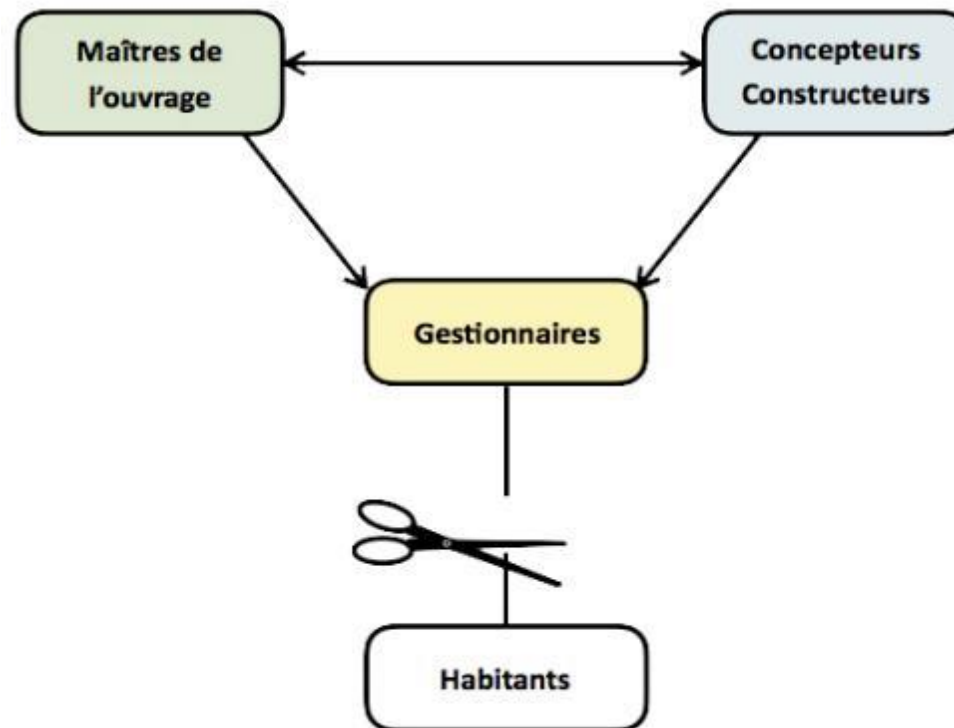 Maîtres de
l'ouvrage
Concepteurs
Constructeurs
Gestionnaires
Habitants